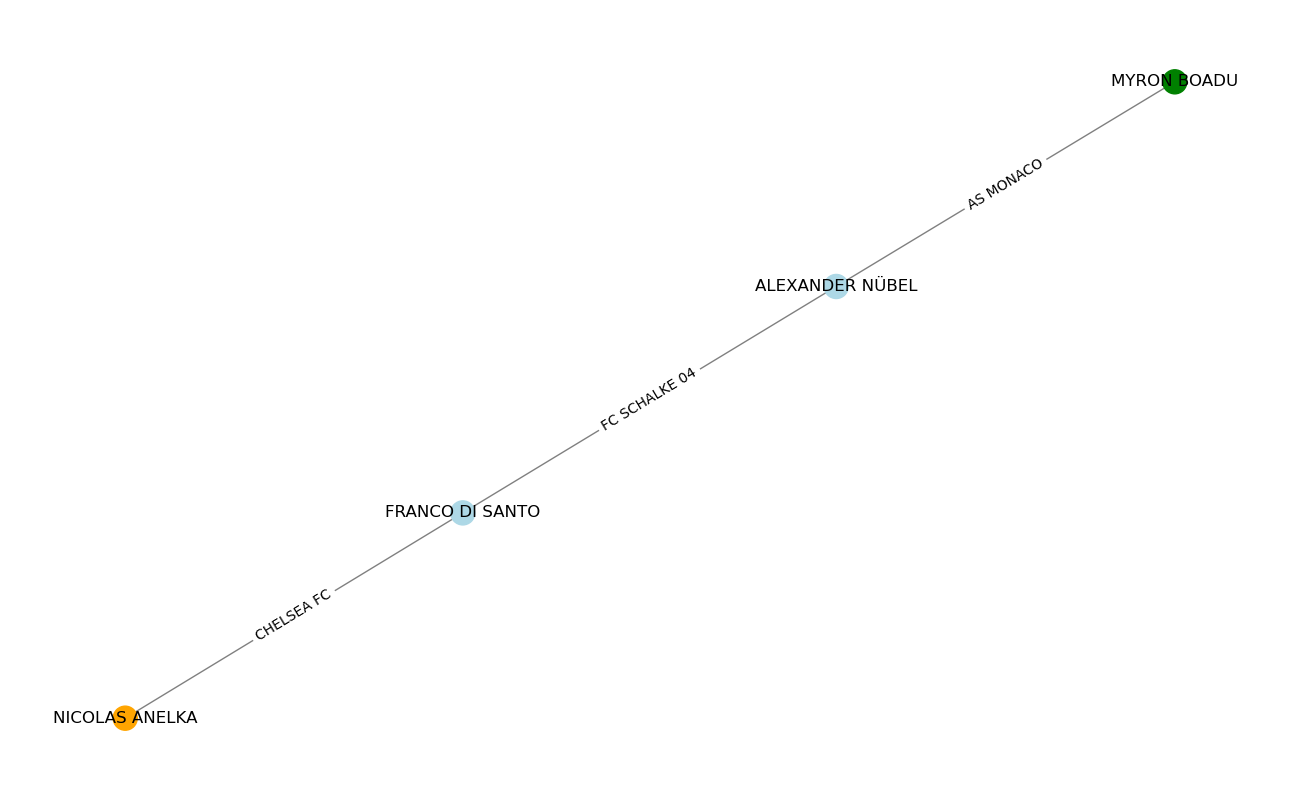 MYRON BOADU
AS MONACO
ALEXANDER NÜBEL
FC SCHALKE 04
FRANCO DI SANTO
CHELSEA FC
NICOLAS ANELKA